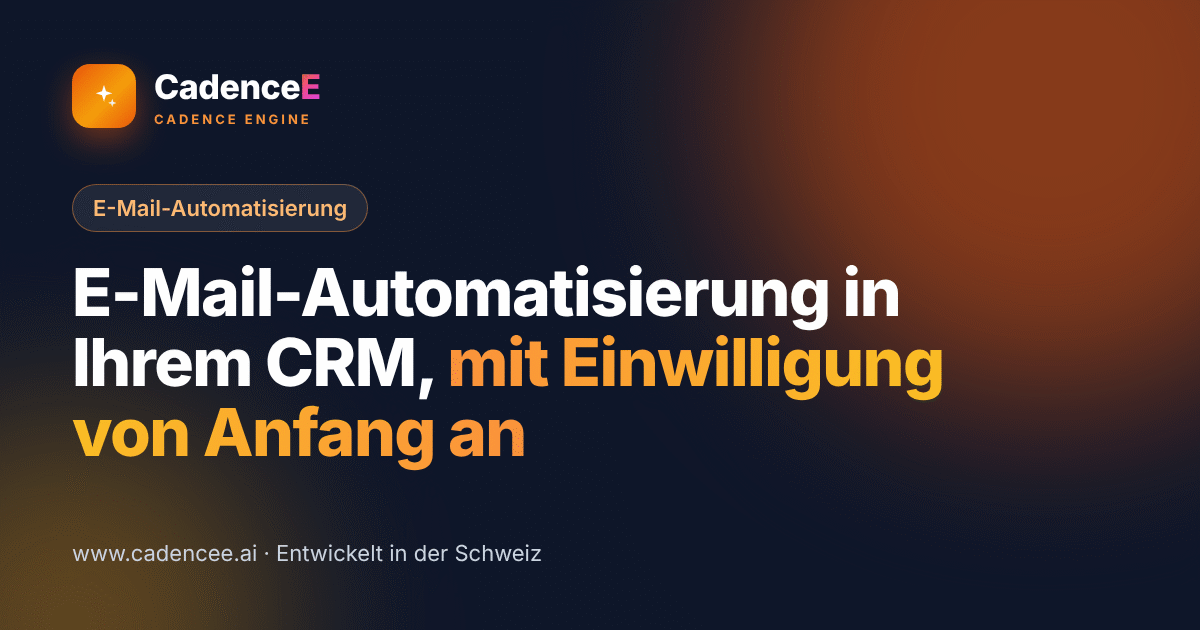 CadenceE
CADENCE ENGINE
E-Mail-Automatisierung
E-Mail-Automatisierung in
Ihrem CRM, mit Einwilligung
von Anfang an
www.cadencee.ai · Entwickelt in der Schweiz